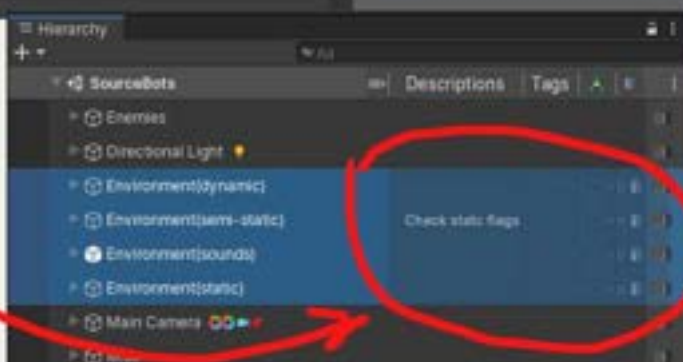 Hierarchy
All
SourceBots Descriptions Tags
Enemies
Directional Light
Environment(dynamic)
Environment(semi-static) Check static flags
Environment(sounds)
Environment(static)
Main Camera